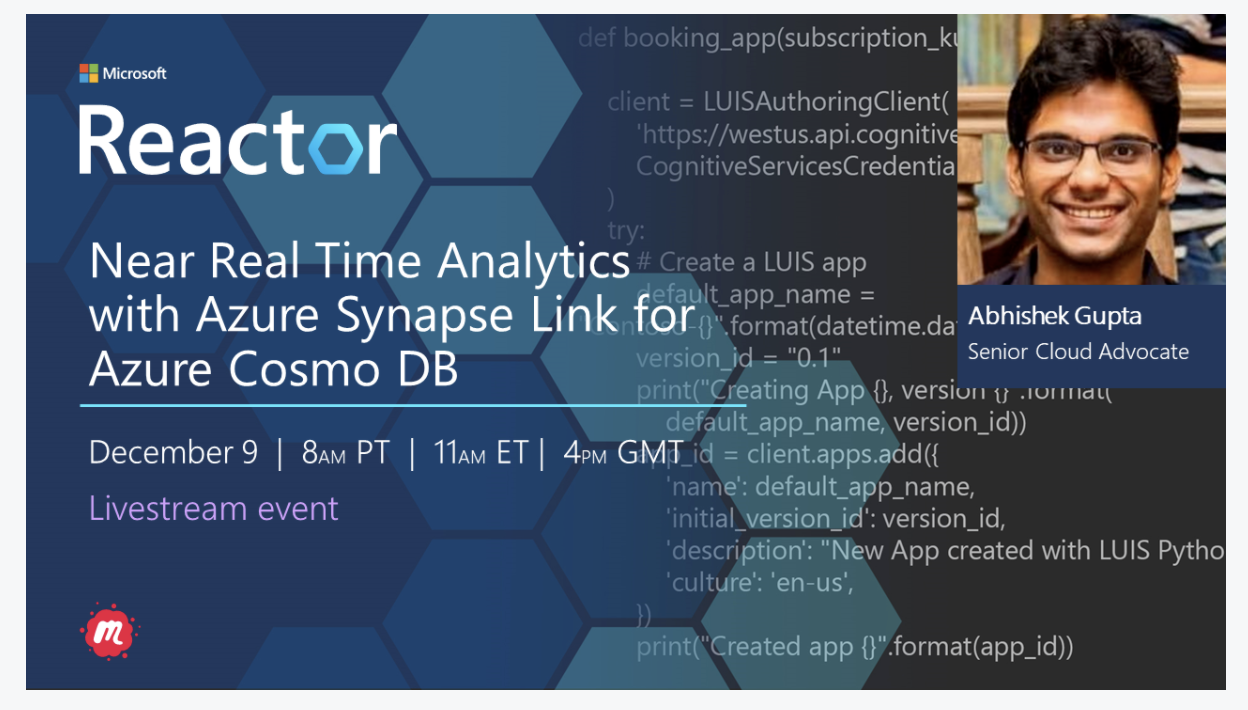 Microsoft
Reactor
Near Real Time Analytics
with Azure Synapse Link for
Azure Cosmo DB
December 9 | 8AM PT | 11AM ET | 4PM GMT
Livestream event
m
Abhishek Gupta
Senior Cloud Advocate
def booking_app(subscription_k
client = LUISAuthoringClient(
'https://westus.api.cognitive
CognitiveServicesCredentia
)
try:
# Create a LUIS app
default_app_name =
{}".format(datetime.da
version_id = "0.1"
print("Creating App {}, version {}".format(
default_app_name, version_id))
app_id = client.apps.add({
'name': default_app_name,
'initial_version_id': version_id,
'description': "New App created with LUIS Pytho
'culture': 'en-us',
})
print("Created app {}".format(app_id))